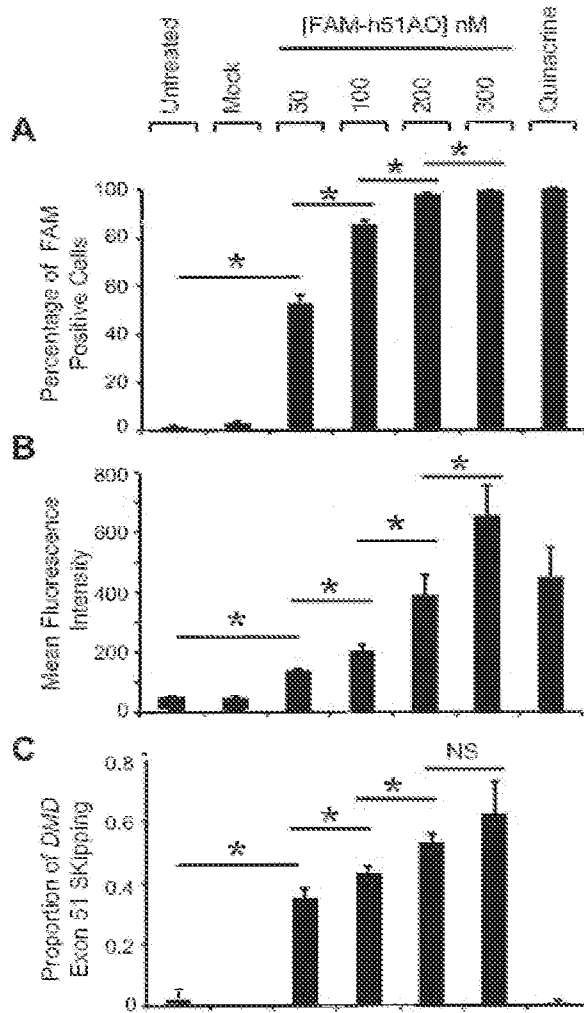 [FAM-h51AO] nM
Untreated
Mock
50
100
200
300
Quinacrine
A
Percentage of FAM
Positive Cells
100
80
60
40
20
0
*
*
*
*
B
Mean Fluorescence
Intensity
800
600
400
200
0
*
*
*
*
C
Proportion of DMD
Exon 51 SKipping
0.8
0.6
0.4
0.2
0
*
*
*
NS